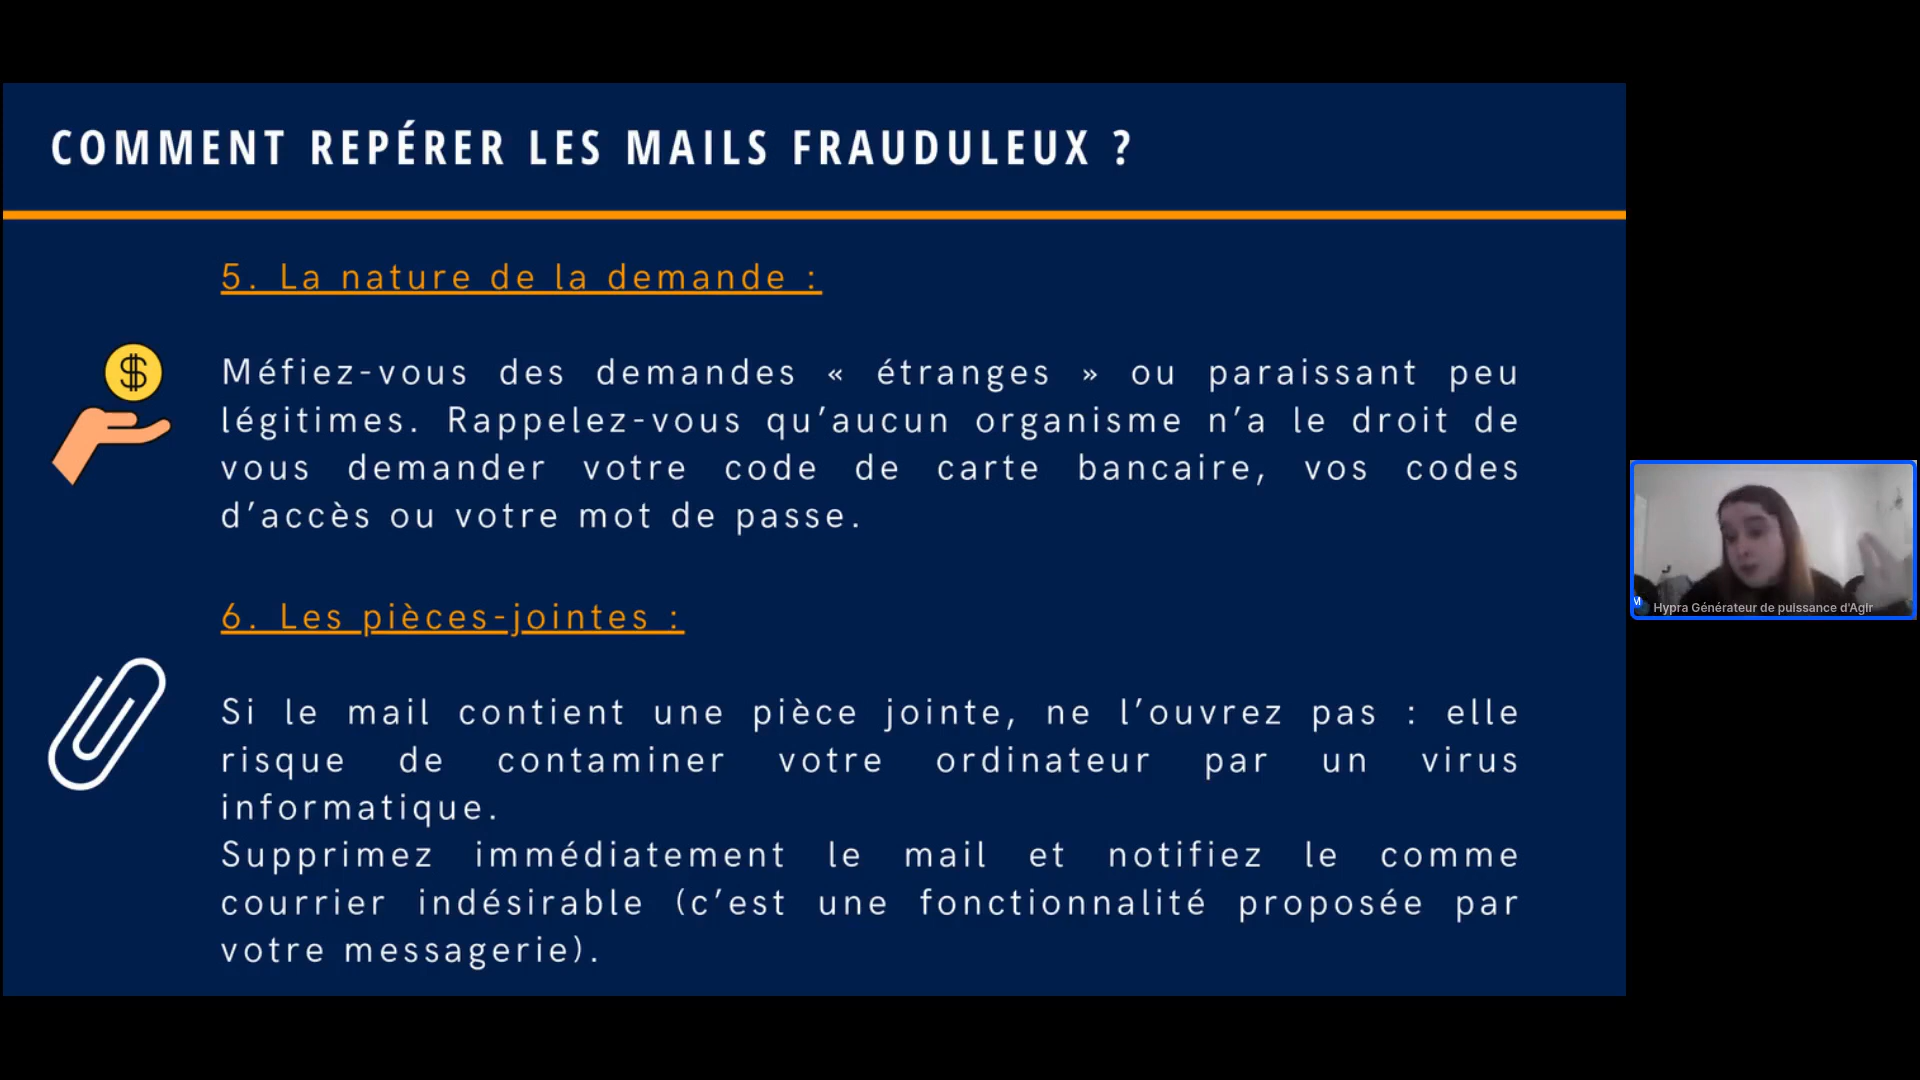 COMMENT REPÉRER LES MAILS FRAUDULEUX ?
5. La nature de la demande :
Méfiez-vous des demandes « étranges » ou paraissant peu
légitimes. Rappelez-vous qu’aucun organisme n’a le droit de
vous demander votre code de carte bancaire, vos codes
d’accès ou votre mot de passe.
6. Les pièces-jointes :
Si le mail contient une pièce jointe, ne l’ouvrez pas : elle
risque de contaminer votre ordinateur par un virus
informatique.
Supprimez immédiatement le mail et notifiez le comme
courrier indésirable (c’est une fonctionnalité proposée par
votre messagerie).
Hypra Générateur de puissance d'Agir